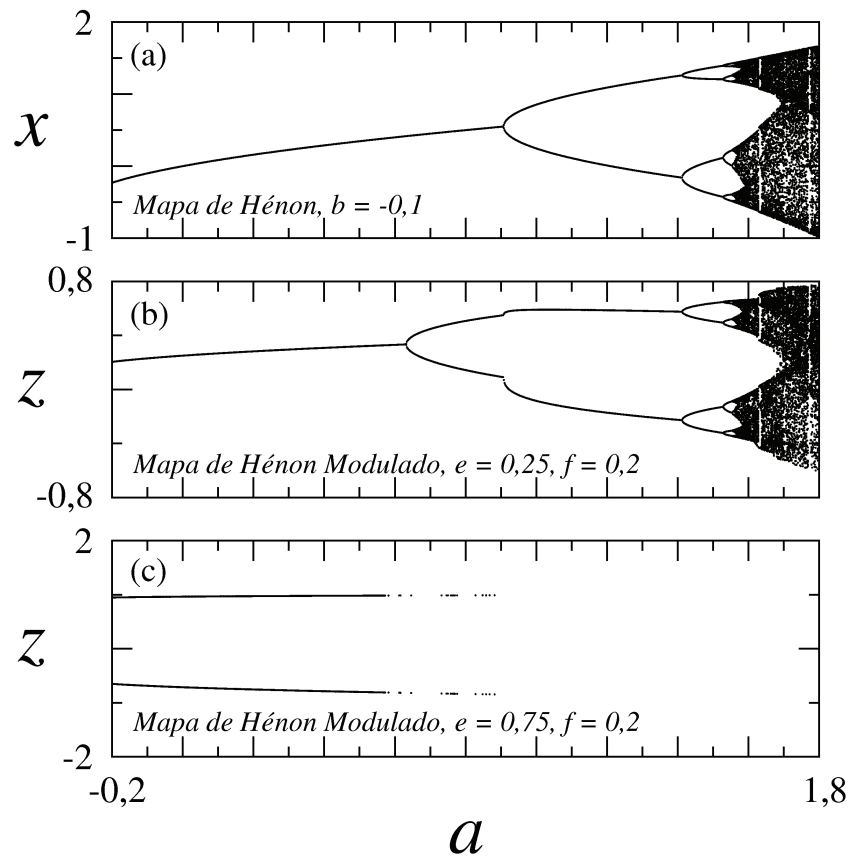 2
(a)
x
Mapa de Hénon, b = -0,1
-1
0,8
(b)
z
Mapa de Hénon Modulado, e = 0,25, f = 0,2
-0,8
2
(c)
z
Mapa de Hénon Modulado, e = 0,75, f = 0,2
-2
-0,2 1,8
a